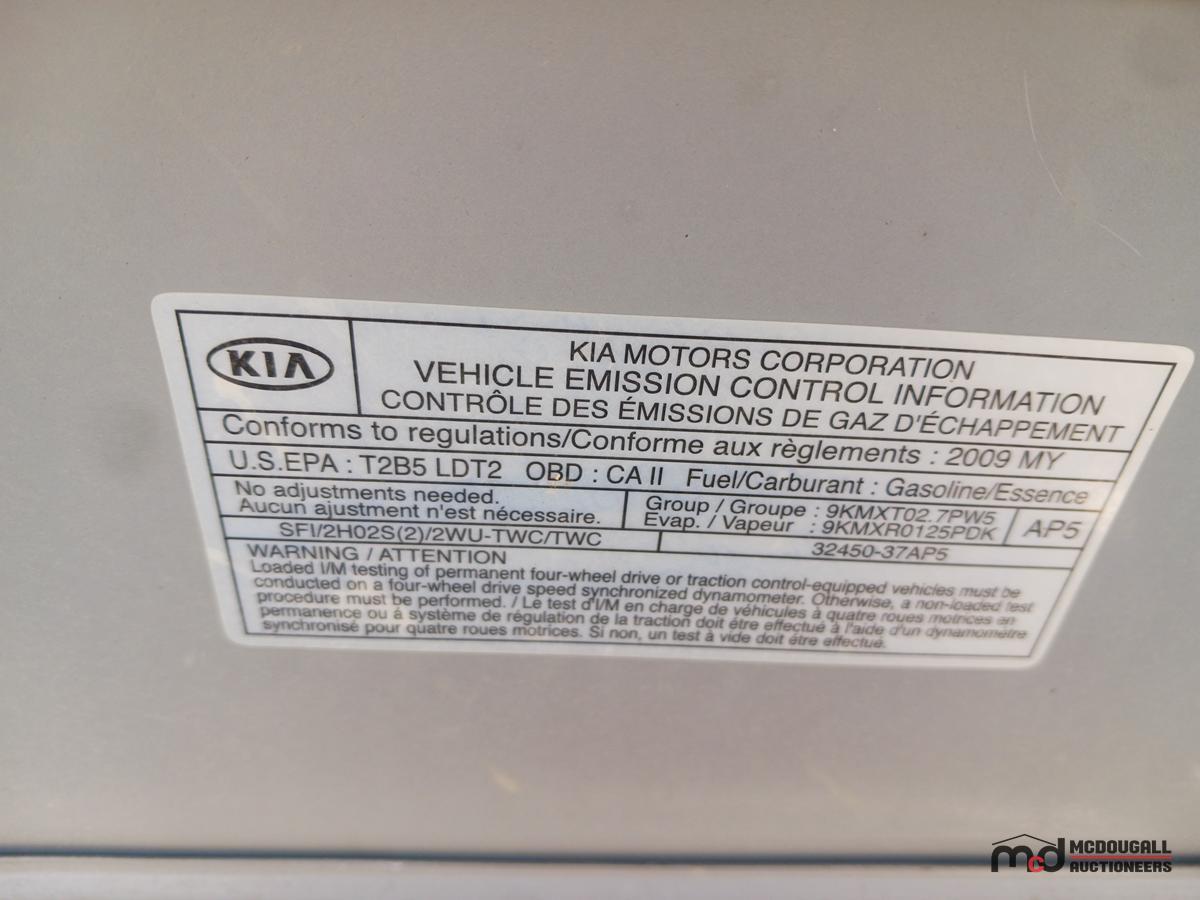 KIA
KIA MOTORS CORPORATION
VEHICLE EMISSION CONTROL INFORMATION
CONTRÔLE DES ÉMISSIONS DE GAZ D'ÉCHAPPEMENT
Conforms to regulations/Conforme aux règlements : 2009 MY
U.S.EPA : T2B5 LDT2 OBD : CA II Fuel/Carburant : Gasoline/Essence
No adjustments needed.
Aucun ajustment n'est nécessaire.
Group / Groupe : 9KMXT02.7PW5
Evap. / Vapeur : 9KMXR0125PDK
AP5
SFI/2H02S(2)/2WU-TWC/TWC
32450-37AP5
WARNING / ATTENTION
Loaded I/M testing of permanent four-wheel drive or traction control-equipped vehicles must be
conducted on a four-wheel drive speed synchronized dynamometer. Otherwise, a non-loaded test
procedure must be performed. / Le test d'I/M en charge de véhicules à quatre roues motrices en
permanence ou á système de régulation de la traction doit être effectué à l'aide d'un dynamomètre
synchronisé pour quatre roues motrices. Si non, un test à vide doit être effectué.
mcd MCDOUGALL
AUCTIONEERS